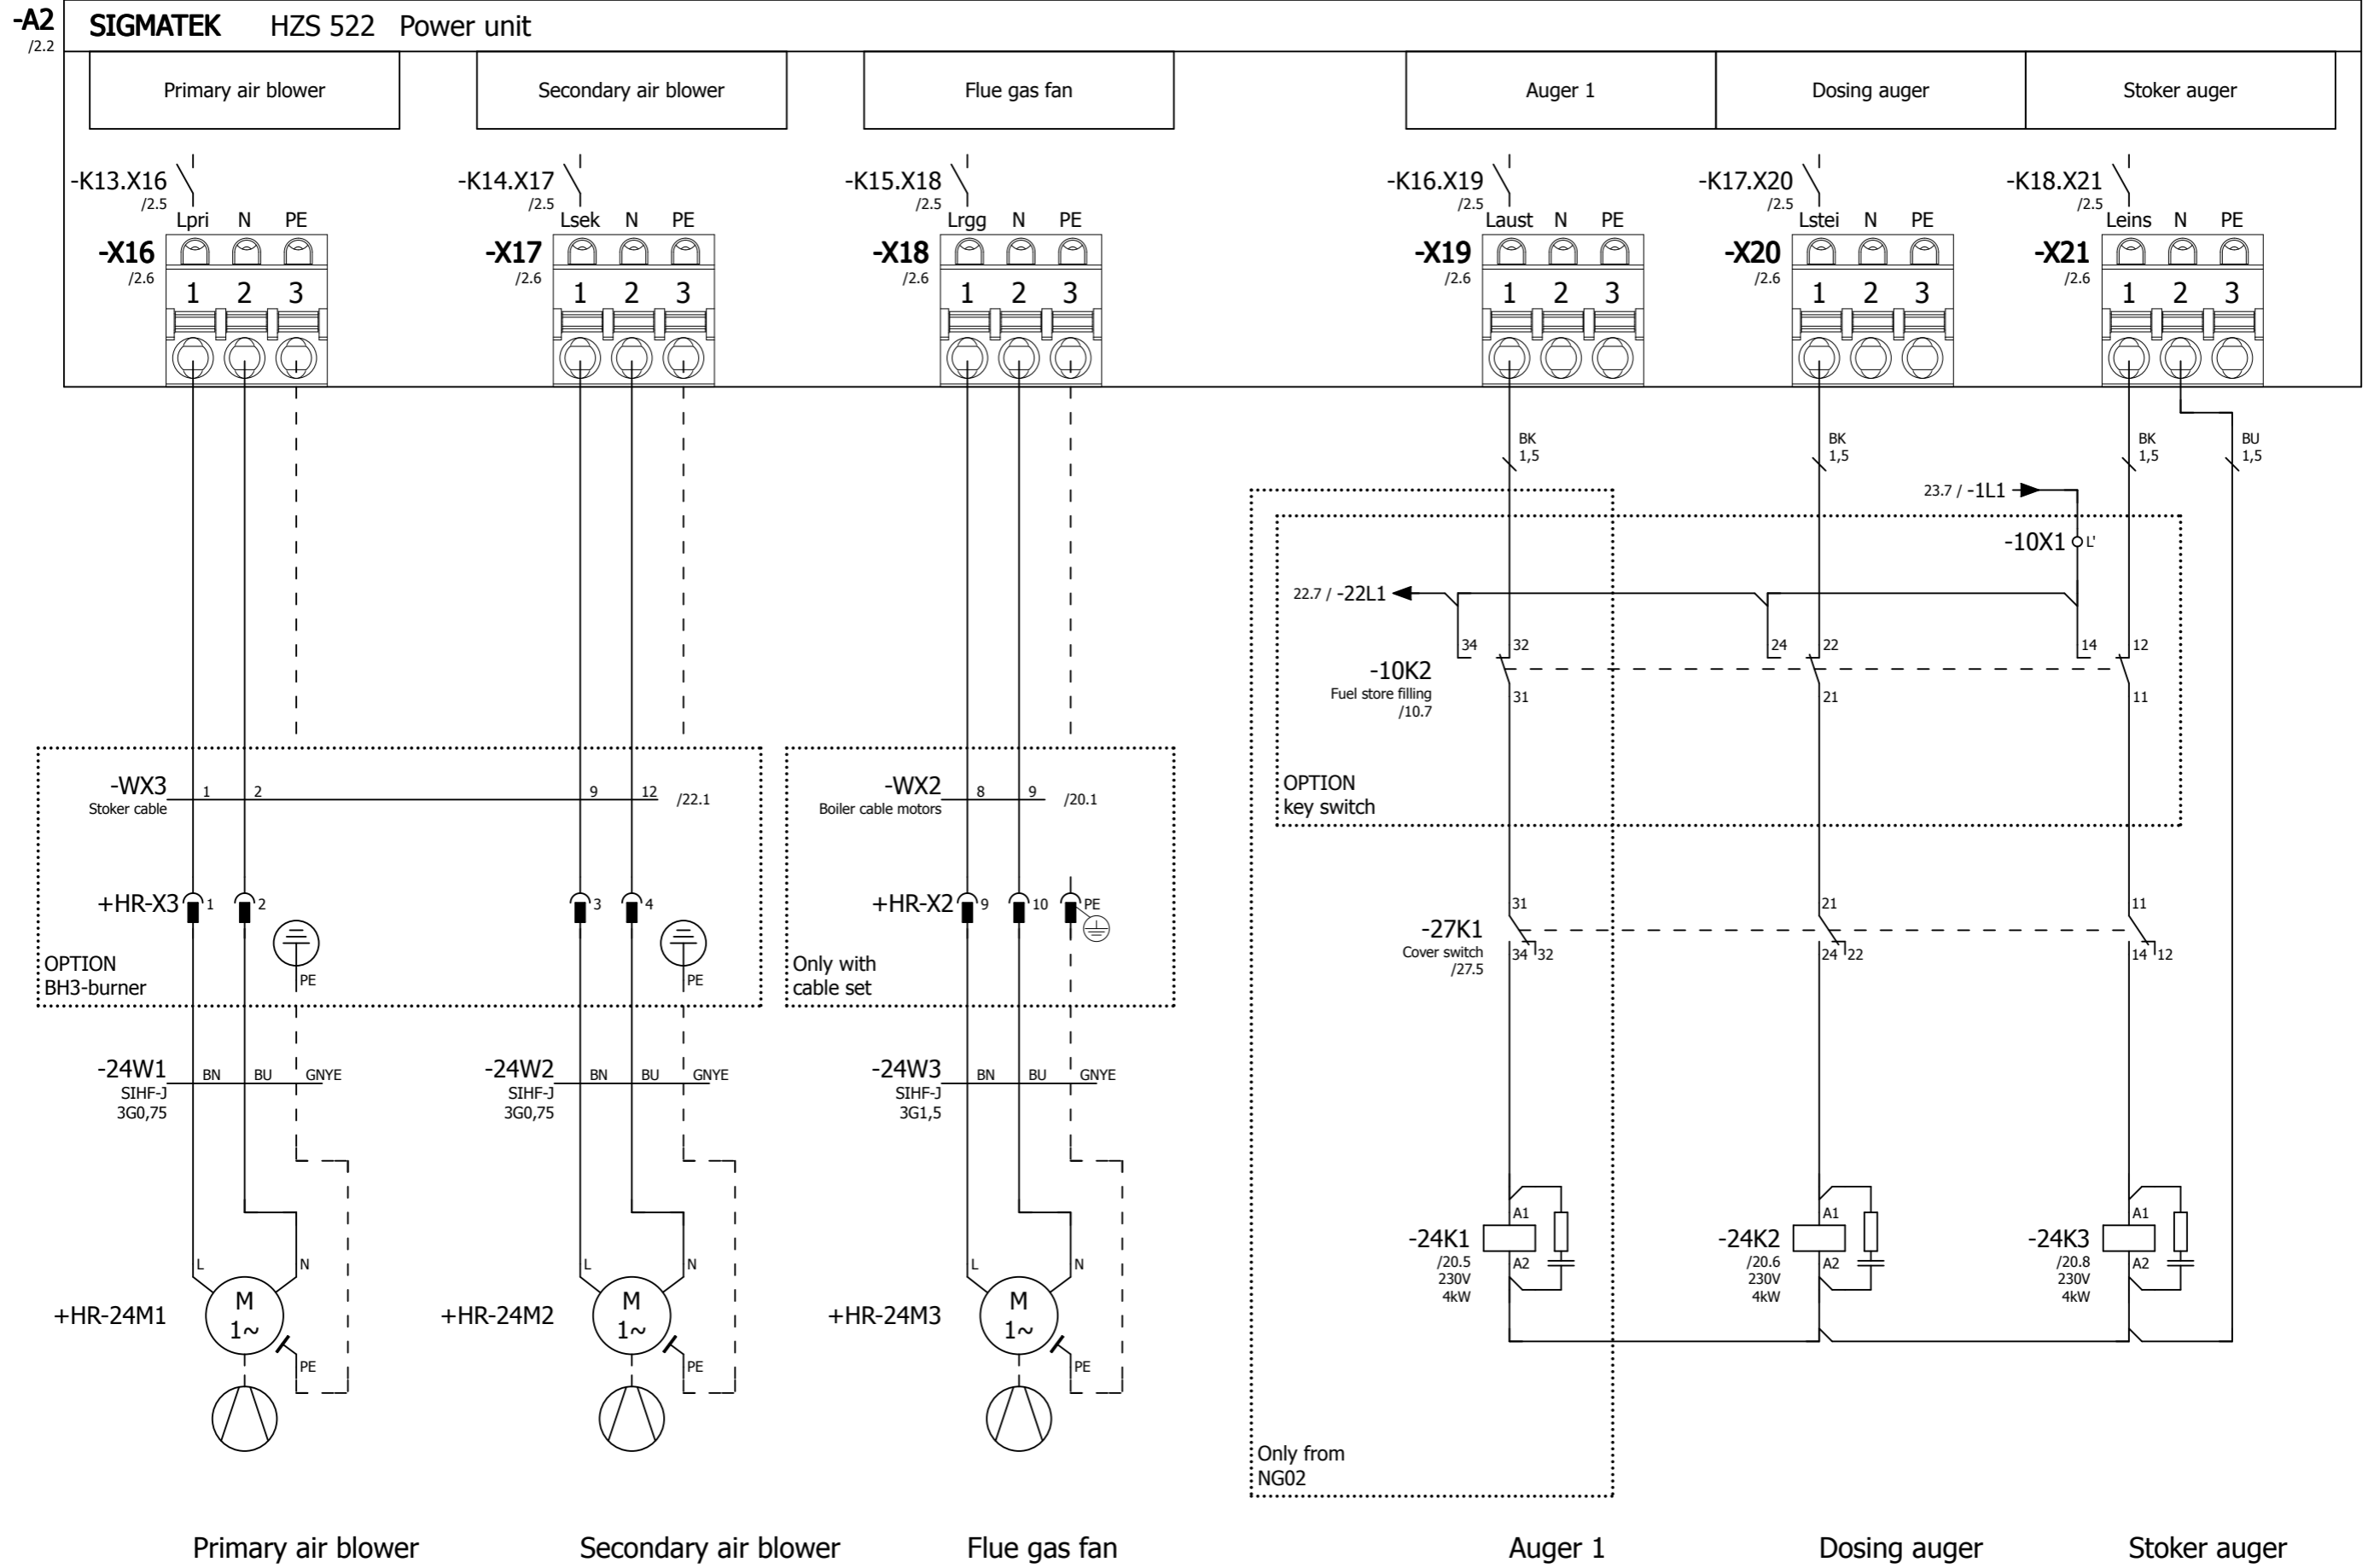 -A2 SIGMATEK HZS 522 Power unit
/2.2
Primary air blower Secondary air blower Flue gas fan Auger 1 Dosing auger Stoker auger
-K13.X16 -K14.X17 -K15.X18 -K16.X19 -K17.X20 -K18.X21
/2.5 /2.5 /2.5 /2.5 /2.5 /2.5
Lpri N PE Lsek N PE Lrgg N PE Laust N PE Lstei N PE Leins N PE
-X16 -X17 -X18 -X19 -X20 -X21
/2.6 /2.6 /2.6 /2.6 /2.6 /2.6
1 2 3 1 2 3 1 2 3 1 2 3 1 2 3 1 2 3
BK BK BK BU
1,5 1,5 1,5 1,5
23.7 / -1L1
-10X1 L'
22.7 / -22L1
34 32 24 22 14 12
-10K2
Fuel store filling
/10.7
31 21 11
OPTION
key switch
-WX3 1 2 9 12 /22.1
Stoker cable
-WX2 8 9 /20.1
Boiler cable motors
+HR-X3 1 2 3 4 +HR-X2 9 10 PE
31 21 11
-27K1
Cover switch
/27.5
34 32 24 22 14 12
OPTION
BH3-burner
PE PE
Only with
cable set
-24W1 BN BU GNYE -24W2 BN BU GNYE -24W3 BN BU GNYE
SIHF-J SIHF-J SIHF-J
3G0,75 3G0,75 3G1,5
A1 A1 A1
-24K1 -24K2 -24K3
/20.5 A2 /20.6 A2 /20.8 A2
230V 230V 230V
4kW 4kW 4kW
L N L N L N
+HR-24M1 M +HR-24M2 M +HR-24M3 M
1~ 1~ 1~
PE PE PE
Only from
NG02
Primary air blower Secondary air blower Flue gas fan Auger 1 Dosing auger Stoker auger